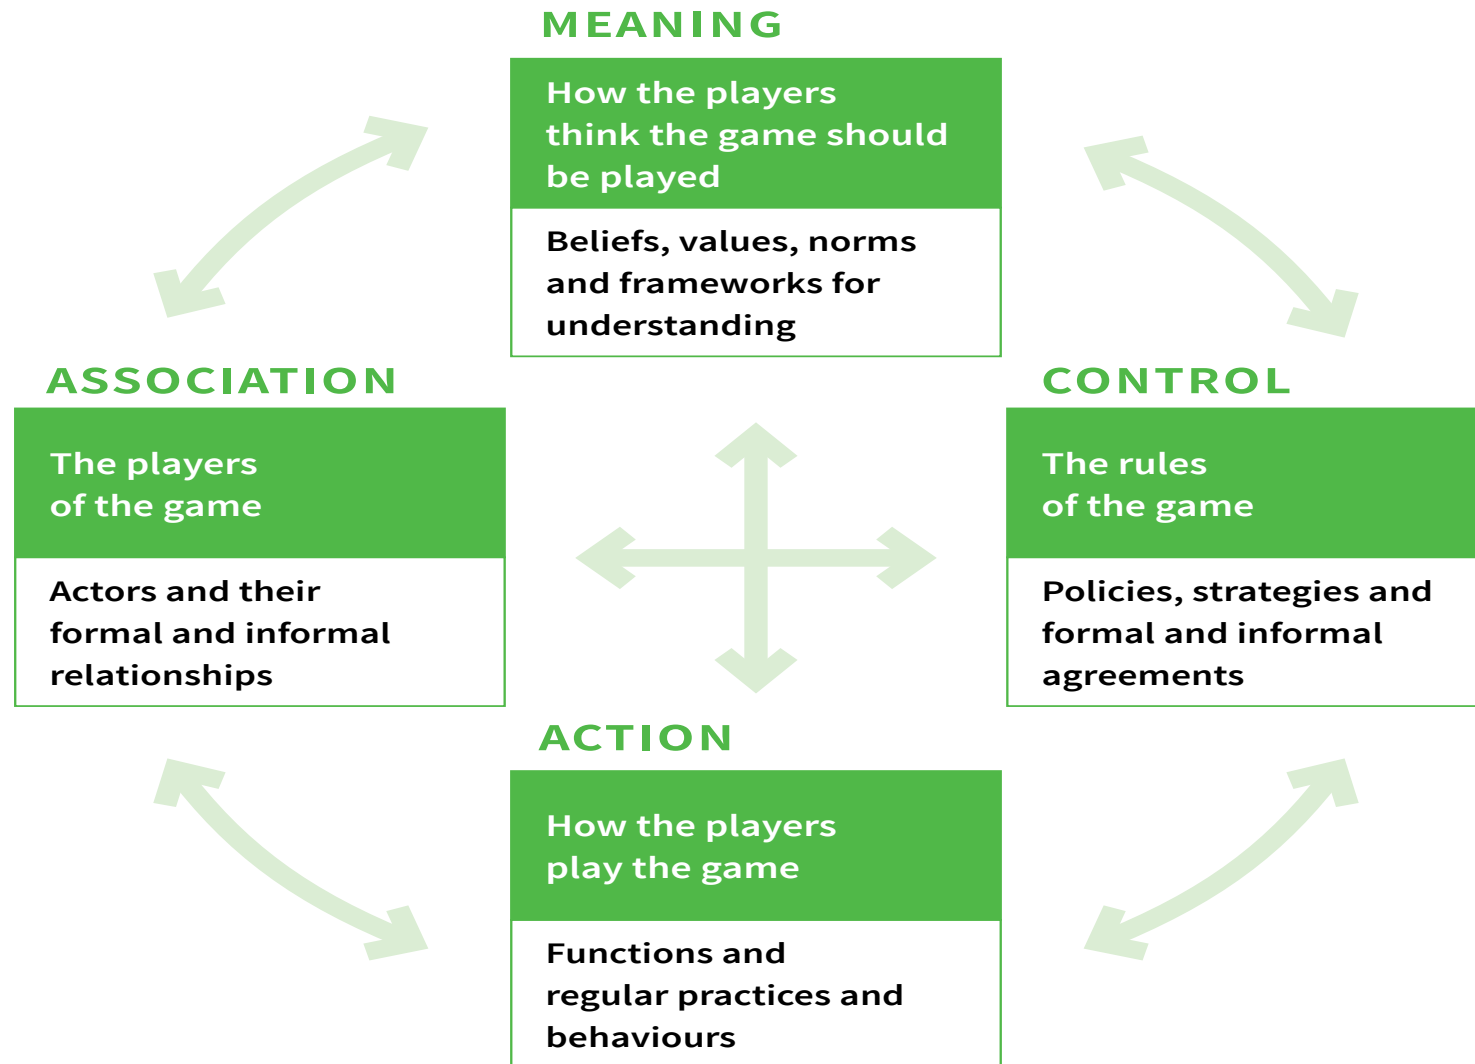 MEANING
How the players
think the game should
be played
Beliefs, values, norms
and frameworks for
understanding
ASSOCIATION
The players
of the game
Actors and their
formal and informal
relationships
CONTROL
The rules
of the game
Policies, strategies and
formal and informal
agreements
ACTION
How the players
play the game
Functions and
regular practices and
behaviours